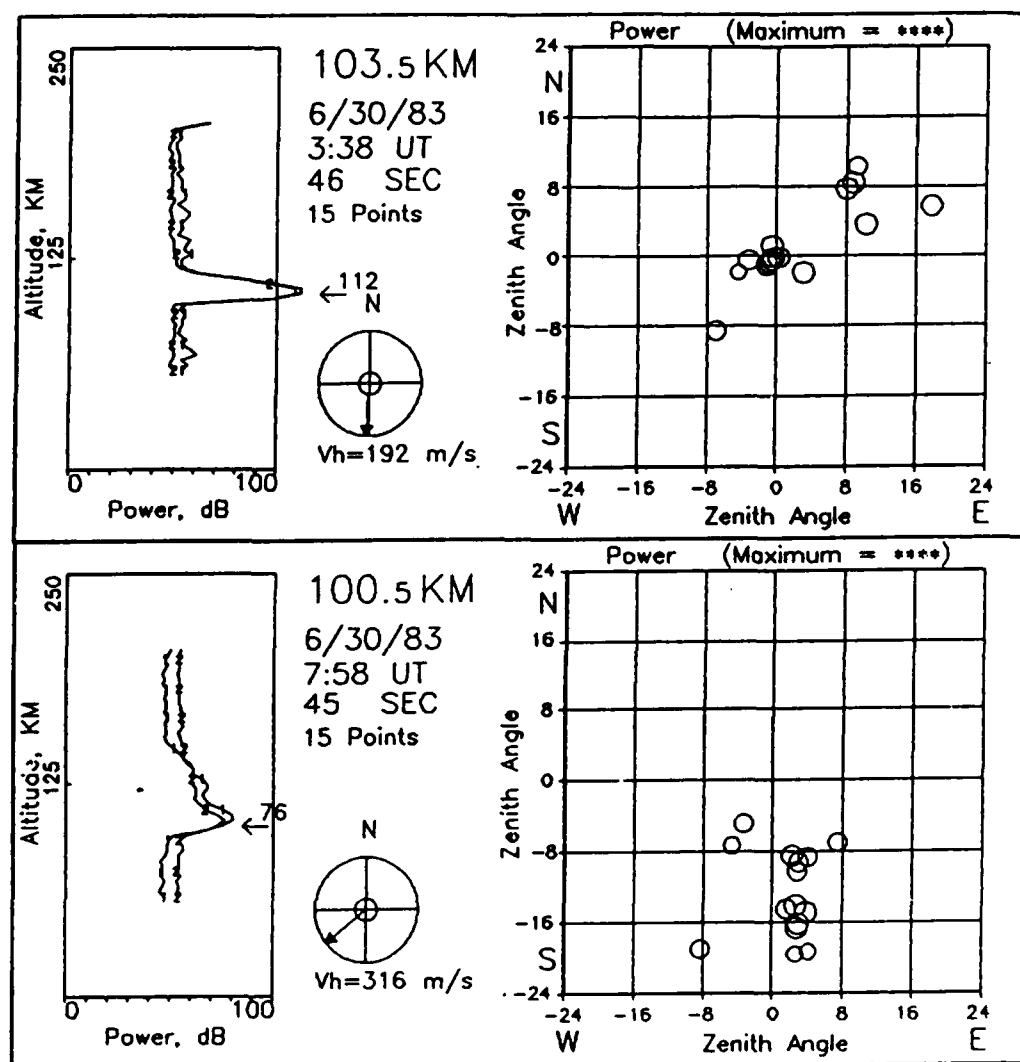 250
125
Altitude, KM
0
100
Power, dB
103.5 KM
6/30/83
3:38 UT
46 SEC
15 Points
←112
N
Vh=192 m/s
Power (Maximum = ****)
24
16
8
0
-8
-16
-24
N
S
Zenith Angle
-24 -16 -8 0 8 16 24
W Zenith Angle E
250
125
Altitude, KM
0
100
Power, dB
100.5 KM
6/30/83
7:58 UT
45 SEC
15 Points
←76
N
Vh=316 m/s
Power (Maximum = ****)
24
16
8
0
-8
-16
-24
N
S
Zenith Angle
-24 -16 -8 0 8 16 24
W Zenith Angle E